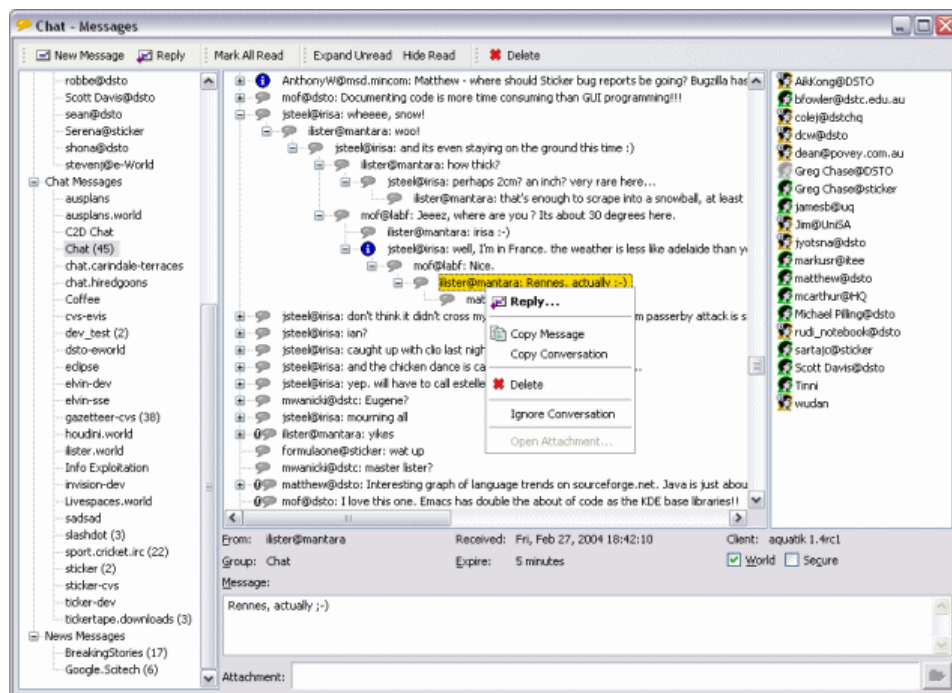 Chat - Messages
New Message Reply Mark All Read Expand Unread Hide Read Delete
robbe@dsto
Scott Davis@dsto
sean@dsto
Serena@sticker
shona@dsto
stevenj@e-World
Chat Messages
ausplans
ausplans.world
C2D Chat
Chat (45)
chat.carindale-terraces
chat.hiredgoons
Coffee
cvs-evis
dev_test (2)
dsto-eworld
eclipse
elvin-dev
elvin-sse
gazetteer-cvs (38)
houdini.world
ilister.world
Info Exploitation
invision-dev
Livespaces.world
sadsad
slashdot (3)
sport.cricket.irc (22)
sticker (2)
sticker-cvs
ticker-dev
tickertape.downloads (3)
News Messages
BreakingStories (17)
Google.Scitech (6)
AnthonyW@msd.mincom: Matthew - where should Sticker bug reports be going? Bugzilla has
mof@dsto: Documenting code is more time consuming than GUI programming!!!
jsteel@irisa: wheeee, snow!
ilister@mantara: woo!
jsteel@irisa: and its even staying on the ground this time :)
ilister@mantara: how thick?
jsteel@irisa: perhaps 2cm? an inch? very rare here...
ilister@mantara: that's enough to scrape into a snowball, at least
mof@labf: Jeeez, where are you ? Its about 30 degrees here.
ilister@mantara: irisa :-)
jsteel@irisa: well, I'm in France. the weather is less like adelaide than
mof@labf: Nice.
ilister@mantara: Rennes, actually ;-)
mat
jsteel@irisa: don't think it didn't cross my m passerby attack is s
jsteel@irisa: ian?
jsteel@irisa: caught up with clio last nigh
jsteel@irisa: and the chicken dance is ca
jsteel@irisa: yep. will have to call estelle
mwanicki@dstc: Eugene?
jsteel@irisa: mourning all
ilister@mantara: yikes
formulaone@sticker: wat up
mwanicki@dstc: master lister?
matthew@dsto: Interesting graph of language trends on sourceforge.net. Java is just abou
mof@dsto: I love this one. Emacs has double the about of code as the KDE base libraries!!
Reply...
Copy Message
Copy Conversation
Delete
Ignore Conversation
Open Attachment...
AikKong@DSTO
bfowler@dstc.edu.au
colej@dstchq
dcw@dsto
dean@povey.com.au
Greg Chase@DSTO
Greg Chase@sticker
jamesb@uq
Jim@UniSA
jyotsna@dsto
markusr@itee
matthew@dsto
mcarthur@HQ
Michael Pilling@dsto
rudi_notebook@dsto
sartajc@sticker
Scott Davis@dsto
Tinni
wudan
From: ilister@mantara Received: Fri, Feb 27, 2004 18:42:10 Client: aquatik 1.4rc1
Group: Chat Expire: 5 minutes World Secure
Message:
Rennes, actually ;-)
Attachment: